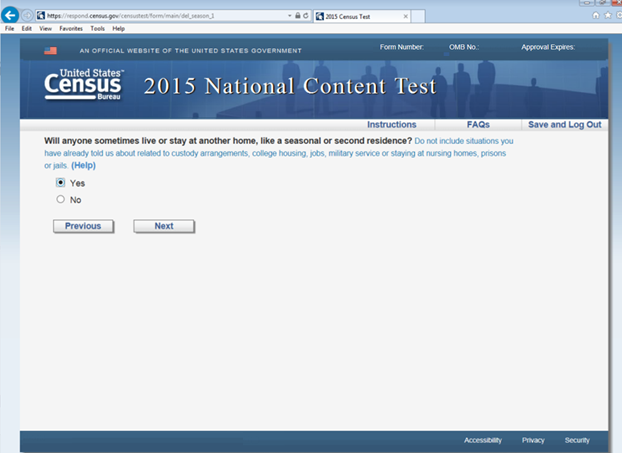 https://respond.census.gov/censustest/form/main/del_season_1
2015 Census Test
File Edit View Favorites Tools Help
AN OFFICIAL WEBSITE OF THE UNITED STATES GOVERNMENT
Form Number: OMB No.: Approval Expires:
United States™
Census
Bureau
2015 National Content Test
Instructions FAQs Save and Log Out
Will anyone sometimes live or stay at another home, like a seasonal or second residence? Do not include situations you
have already told us about related to custody arrangements, college housing, jobs, military service or staying at nursing homes, prisons
or jails. (Help)
Yes
No
Previous Next
Accessibility Privacy Security